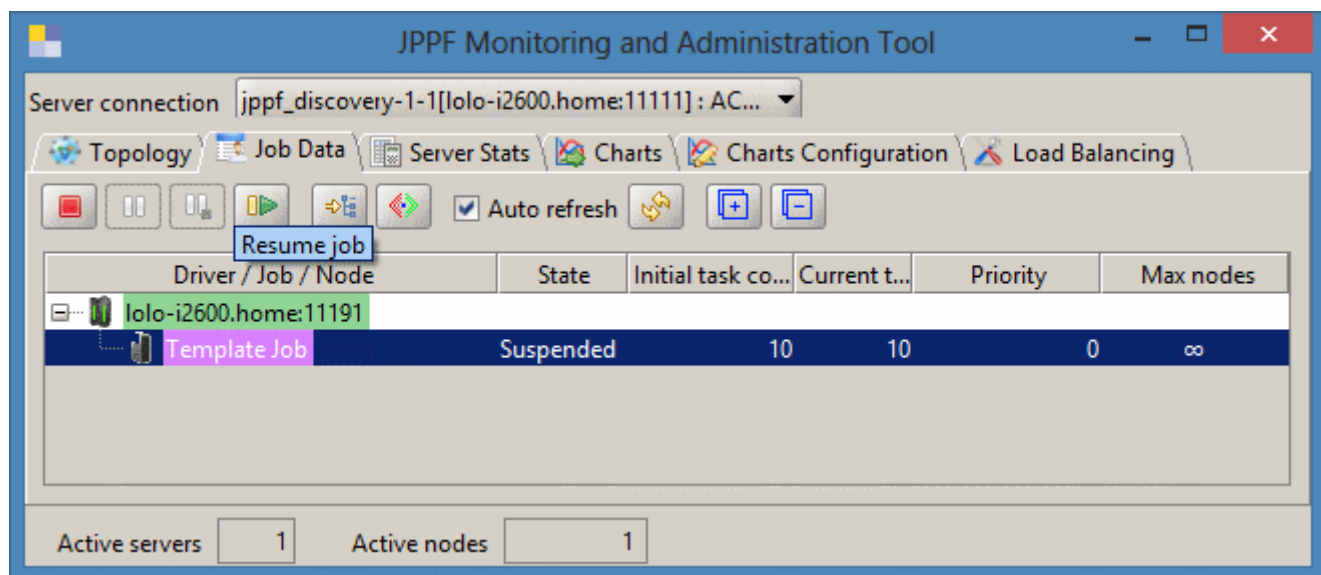 JPPF Monitoring and Administration Tool
Server connection jppf_discovery-1-1[lolo-i2600.home:11111] : AC...
Topology Job Data Server Stats Charts Charts Configuration Load Balancing
Auto refresh
Resume job
Driver / Job / Node State Initial task co... Current t... Priority Max nodes
lolo-i2600.home:11191
Template Job Suspended 10 10 0 ∞
Active servers 1 Active nodes 1